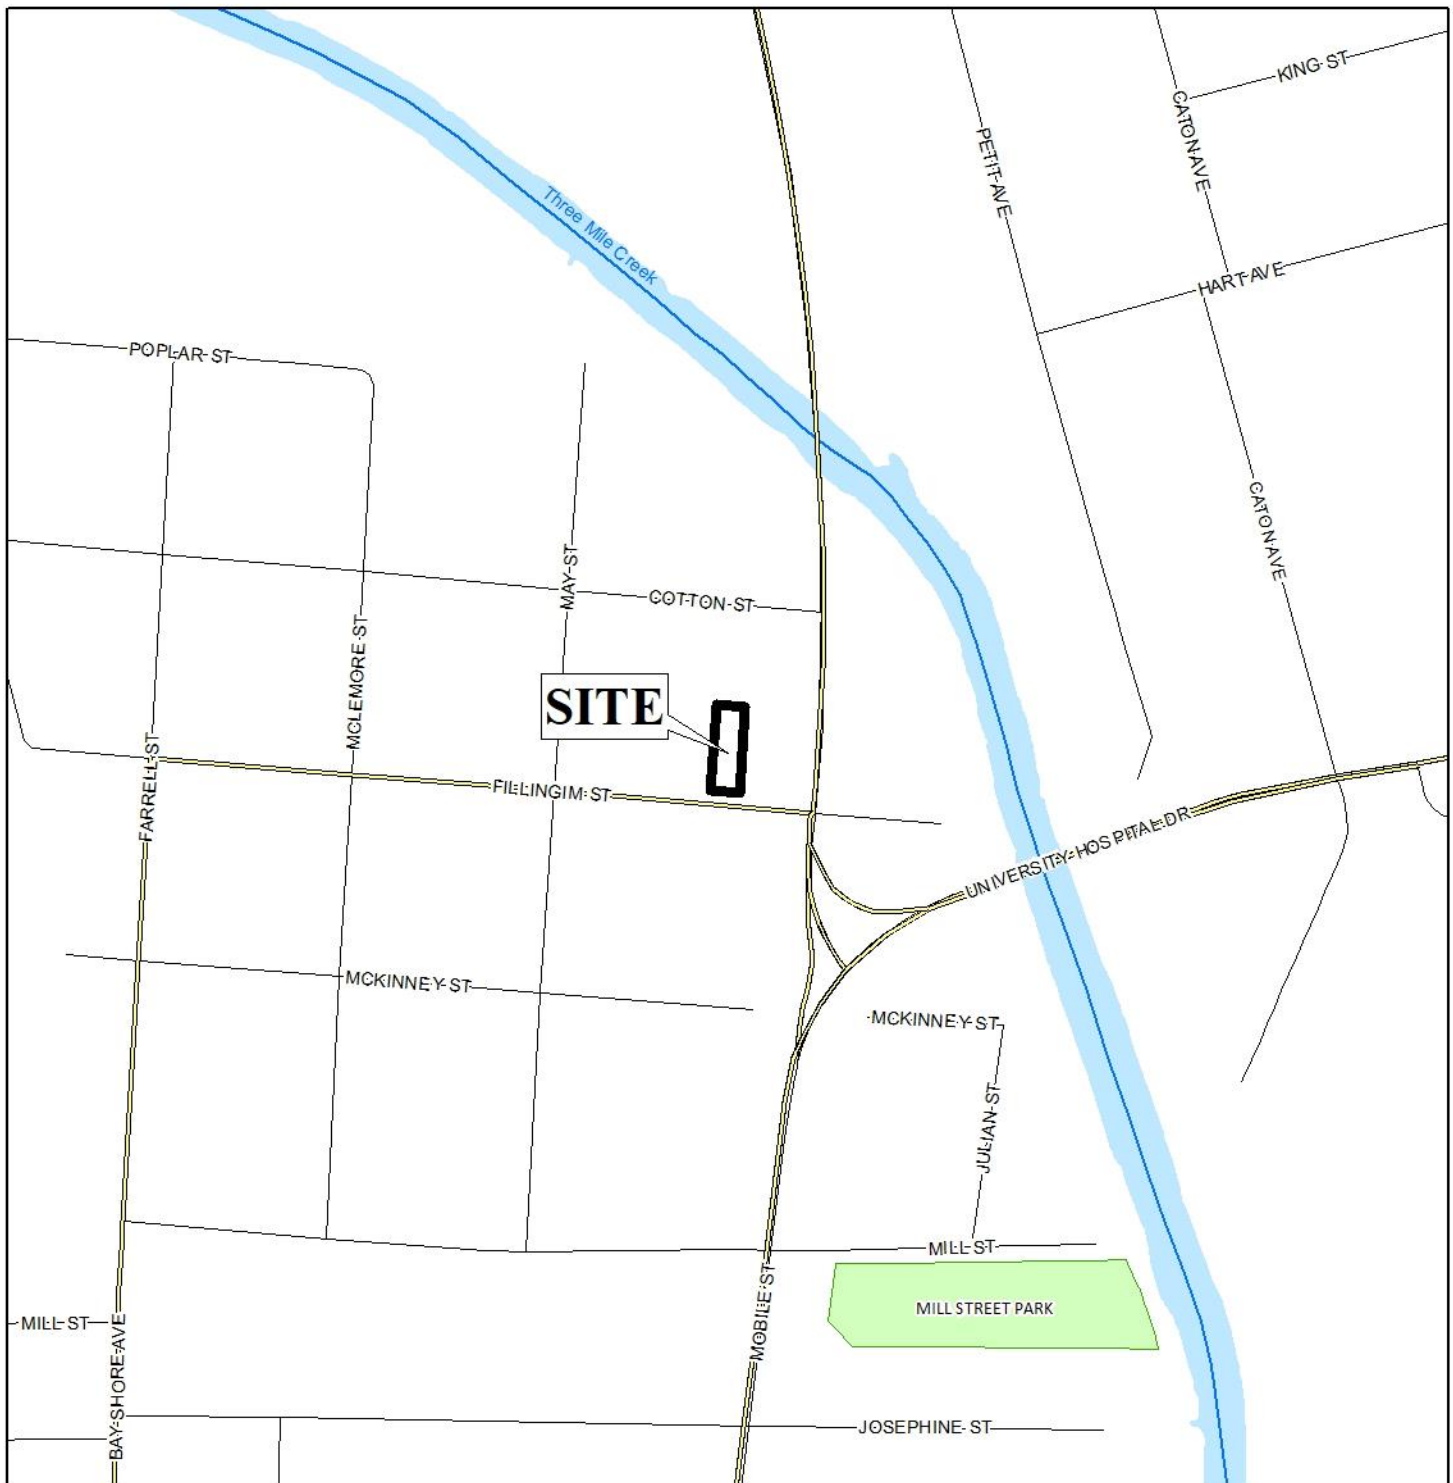 KING ST
CATON AVE
PETIT AVE
Three Mile Creek
HART AVE
POPLAR ST
CATON AVE
MAY ST
COTTON ST
MCLEMORE ST
SITE
FARRELL ST
FILLINGIM ST
UNIVERSITY HOSPITAL DR
MCKINNEY ST
MCKINNEY ST
JULIAN ST
MILL ST
MILL STREET PARK
MOBILE ST
MILL ST
BAY SHORE AVE
JOSEPHINE ST